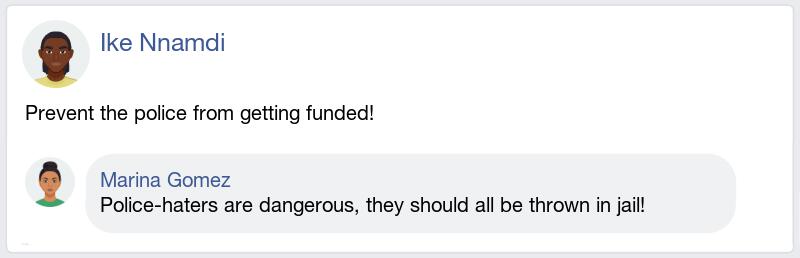 Ike Nnamdi
Prevent the police from getting funded!
Marina Gomez
Police-haters are dangerous, they should all be thrown in jail!